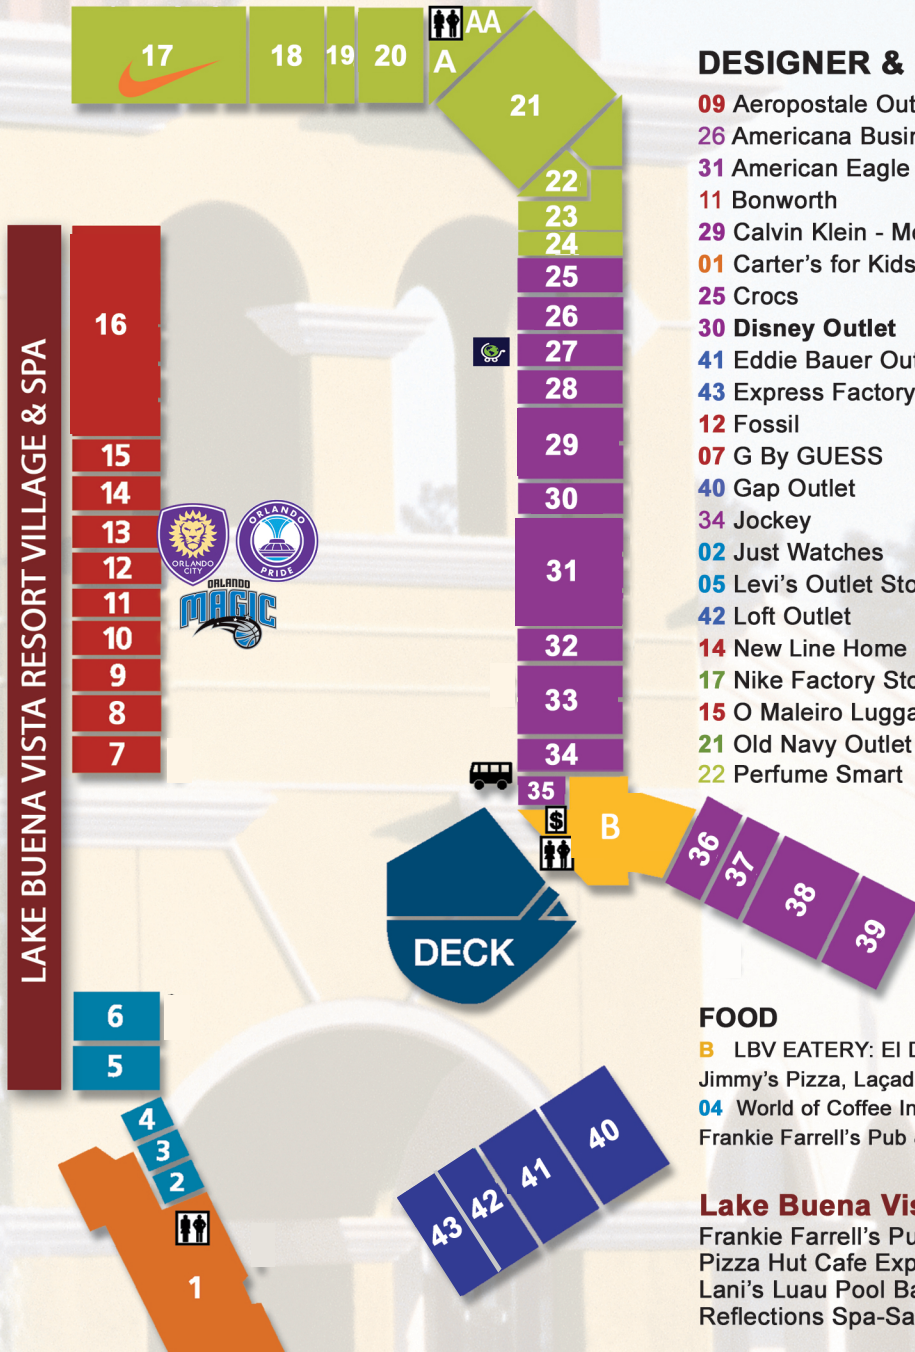 17
18
19
20
AA
A
21
22
23
24
25
26
27
28
29
30
31
32
33
34
35
B
36
37
38
39
LAKE BUENA VISTA RESORT VILLAGE & SPA
16
15
14
13
12
11
10
9
8
7
ORLANDO
CITY
ORLANDO
PRIDE
ORLANDO
MAGIC
$
DECK
6
5
4
3
2
1
40
41
42
43
DESIGNER &
09 Aeropostale Out
26 Americana Busin
31 American Eagle
11 Bonworth
29 Calvin Klein - Me
01 Carter's for Kids
25 Crocs
30 Disney Outlet
41 Eddie Bauer Out
43 Express Factory
12 Fossil
07 G By GUESS
40 Gap Outlet
34 Jockey
02 Just Watches
05 Levi's Outlet Sto
42 Loft Outlet
14 New Line Home
17 Nike Factory Sto
15 O Maleiro Lugga
21 Old Navy Outlet
22 Perfume Smart
FOOD
B LBV EATERY: El D
Jimmy's Pizza, Laçad
04 World of Coffee In
Frankie Farrell's Pub
Lake Buena Vis
Frankie Farrell's Pu
Pizza Hut Cafe Exp
Lani's Luau Pool Ba
Reflections Spa-Sa